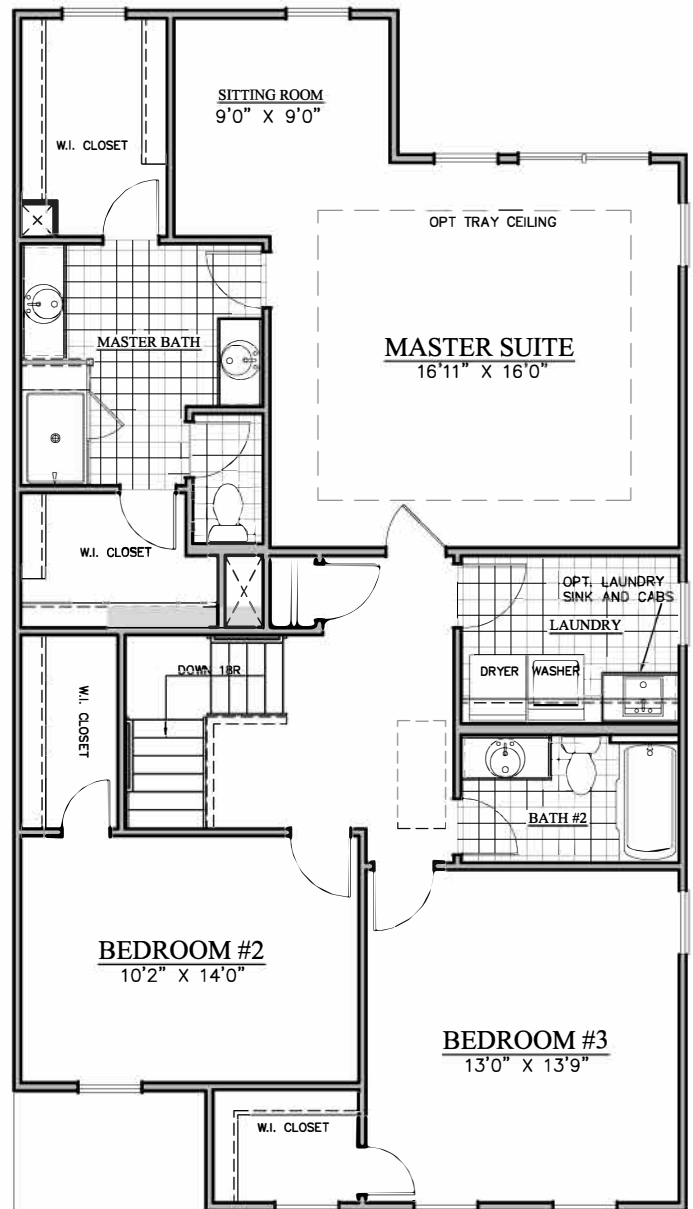 SITTING ROOM
9'0" X 9'0"
W.I. CLOSET
OPT TRAY CEILING
MASTER BATH
MASTER SUITE
16'11" X 16'0"
W.I. CLOSET
X
OPT. LAUNDRY
SINK AND CABS
LAUNDRY
DRYER
WASHER
DOWN 18R
W.I. CLOSET
BATH #2
BEDROOM #2
10'2" X 14'0"
BEDROOM #3
13'0" X 13'9"
W.I. CLOSET